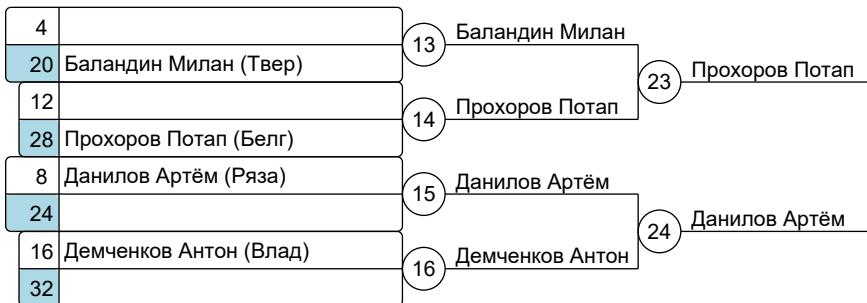 4
20 Баландин Милан (Твер)
13 Баландин Милан
12
28 Прохоров Потап (Белг)
14 Прохоров Потап
23 Прохоров Потап
8 Данилов Артём (Ряза)
24
15 Данилов Артём
16 Демченков Антон (Влад)
32
16 Демченков Антон
24 Данилов Артём